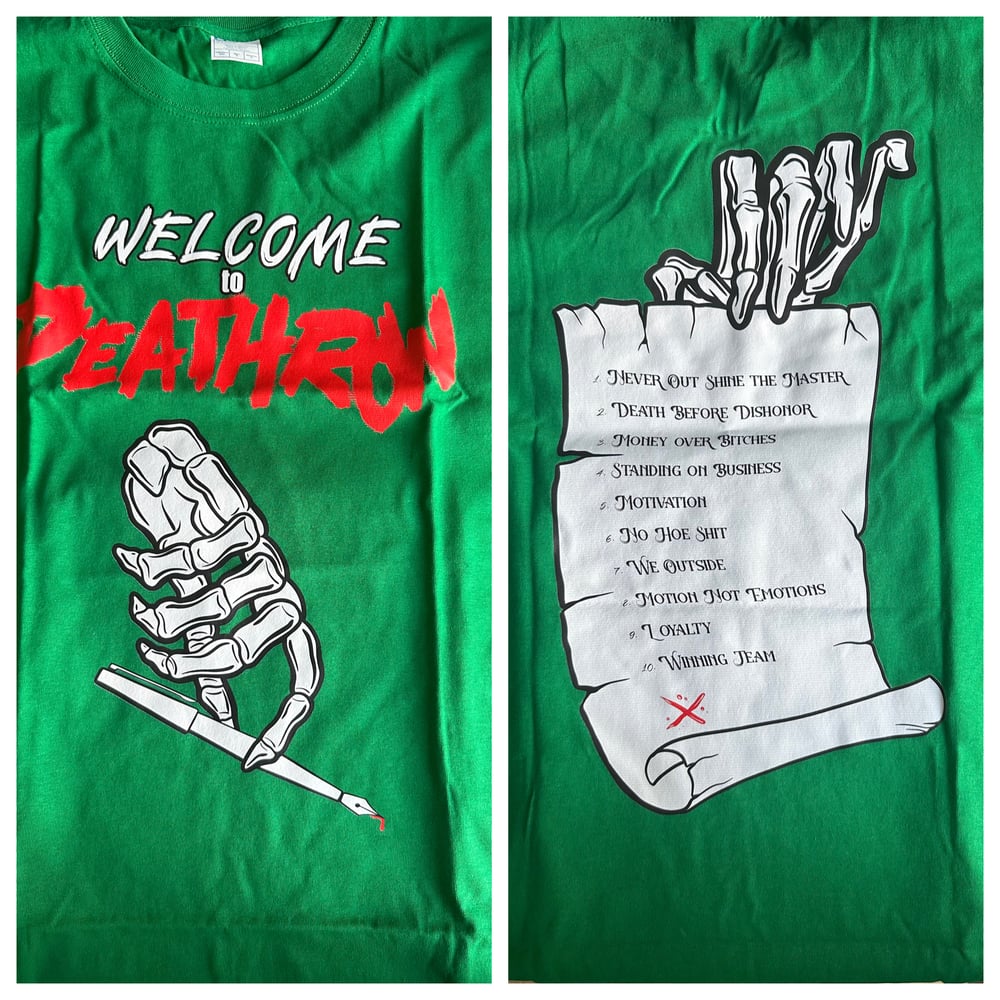 WELCOME
to
DEATHROW
1. Never Out Shine the Master
2. Death Before Dishonor
3. Money over Bitches
4. Standing on Business
5. Motivation
6. No Hoe Shit
7. We Outside
8. Motion Not Emotions
9. Loyalty
10. Winning Team
X